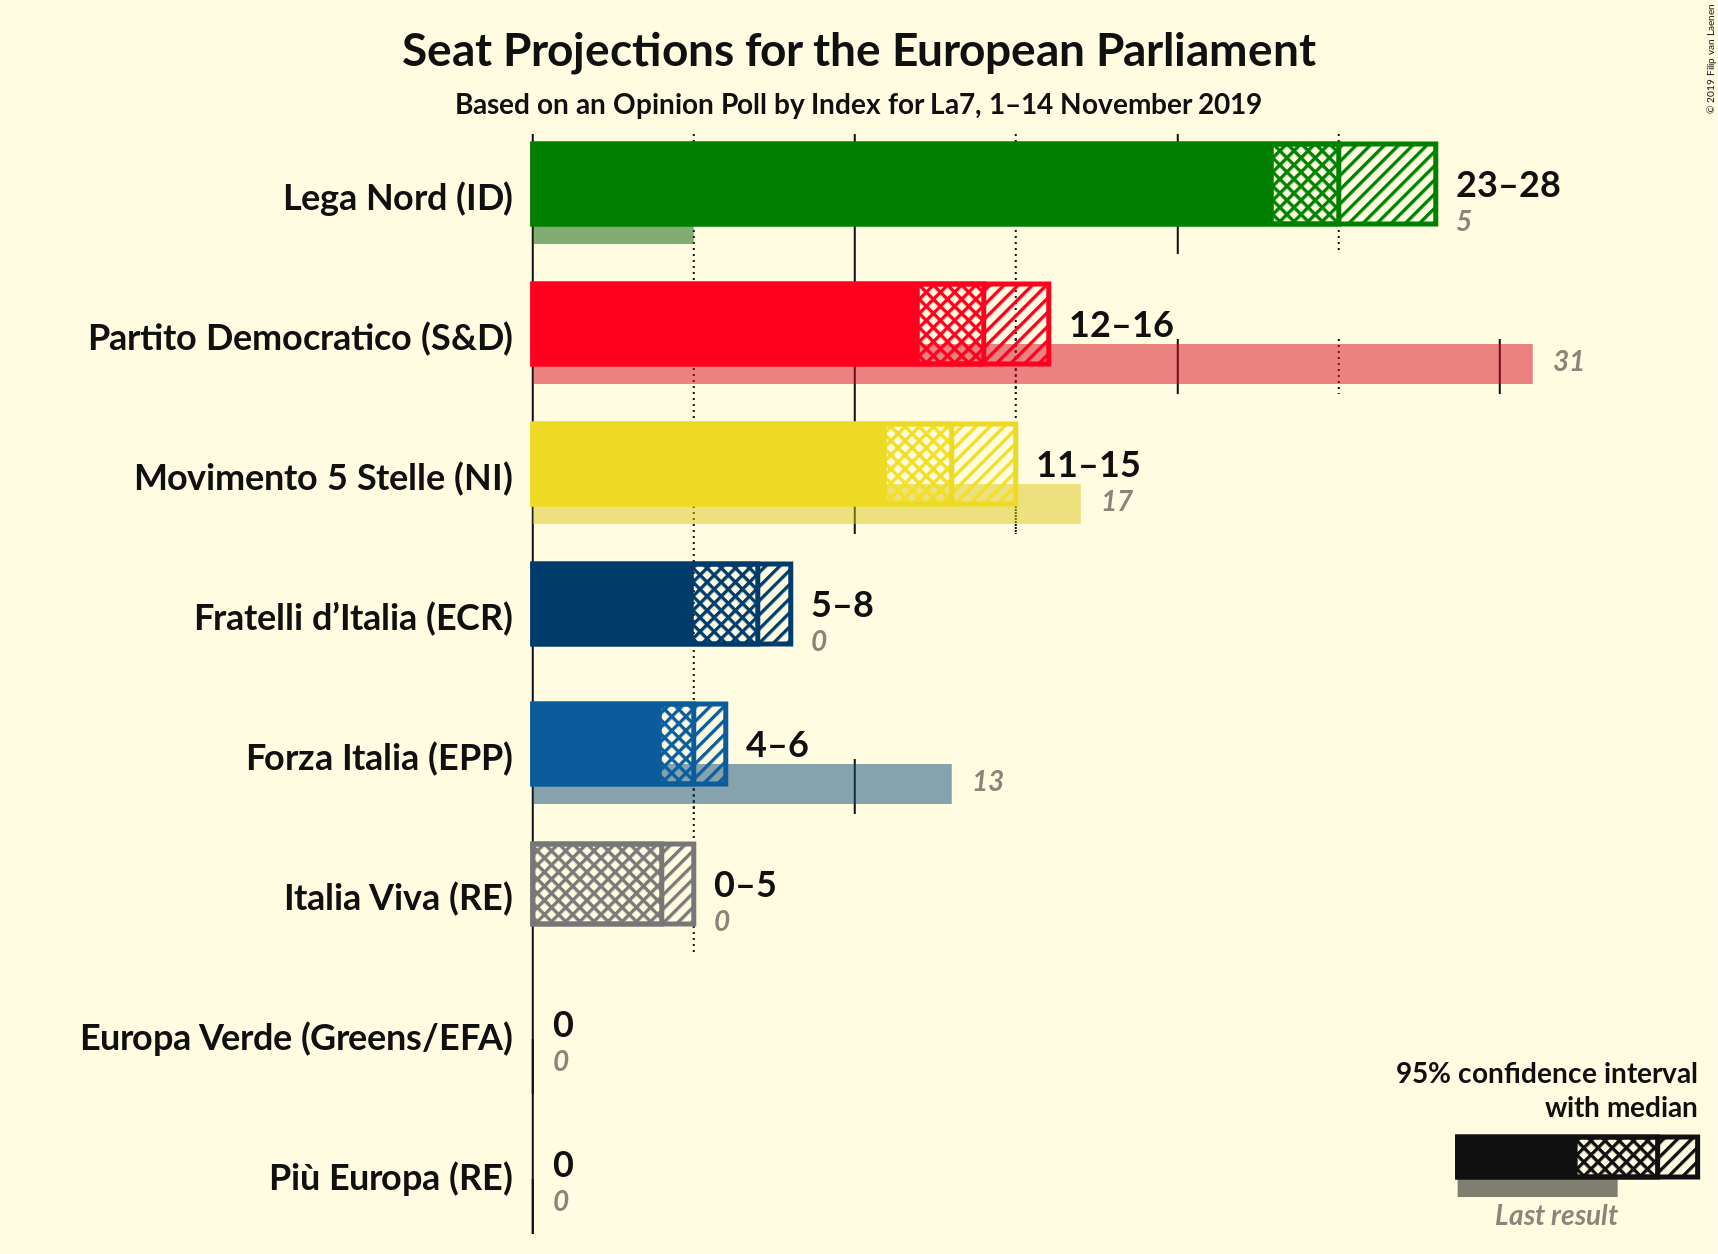 Seat Projections for the European Parliament
Based on an Opinion Poll by Index for La7, 1–14 November 2019
© 2019 Filip van Laenen
Lega Nord (ID)
23–28
5
Partito Democratico (S&D)
12–16
31
Movimento 5 Stelle (NI)
11–15
17
Fratelli d’Italia (ECR)
5–8
0
Forza Italia (EPP)
4–6
13
Italia Viva (RE)
0–5
0
Europa Verde (Greens/EFA)
0
0
Più Europa (RE)
0
0
95% confidence interval
with median
Last result